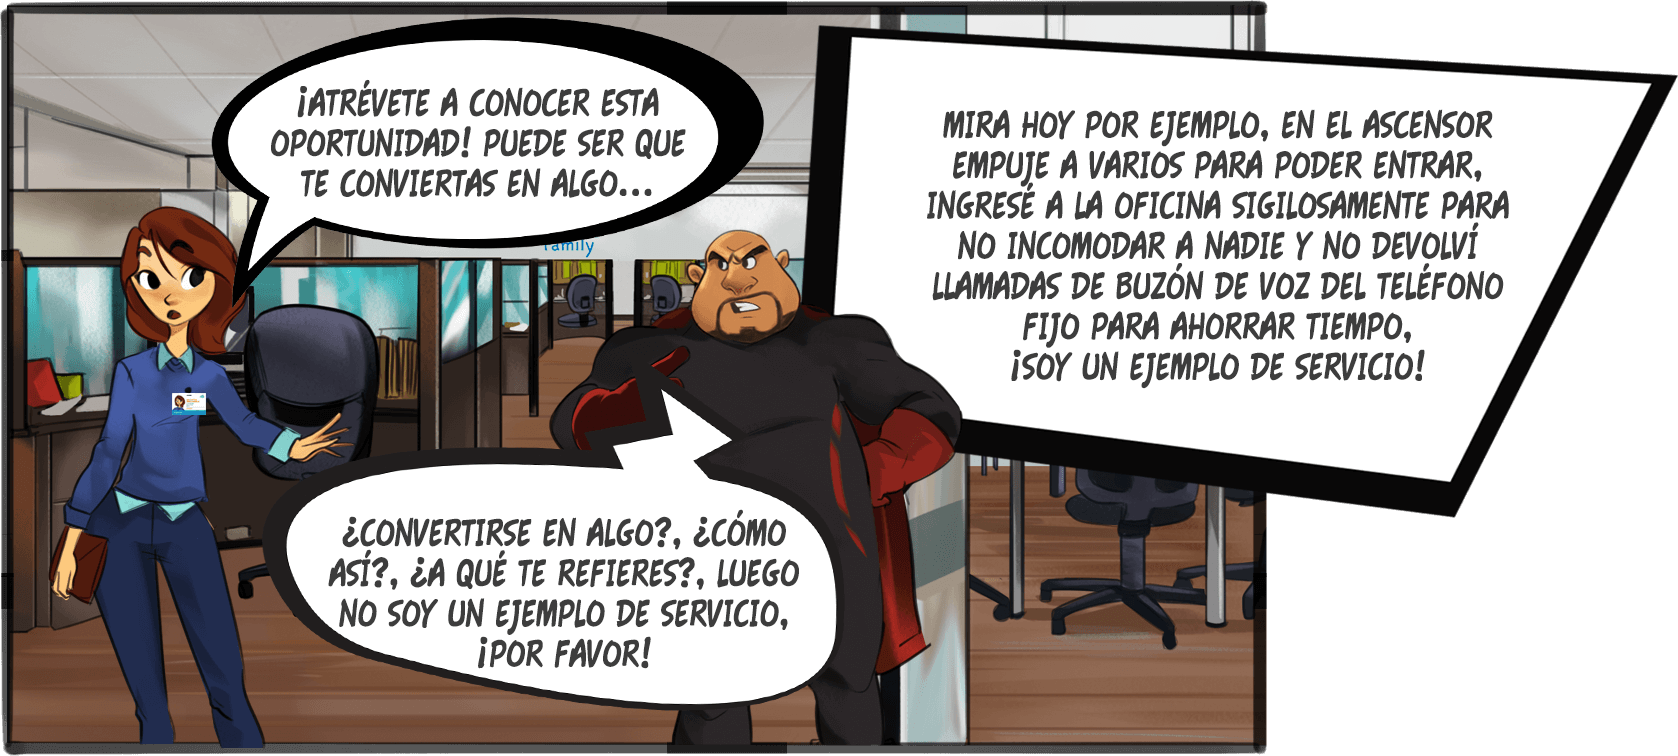 ¡ATRÉVETE A CONOCER ESTA
OPORTUNIDAD! PUEDE SER QUE
TE CONVIERTAS EN ALGO...
family
¿CONVERTIRSE EN ALGO?, ¿CÓMO
ASÍ?, ¿A QUÉ TE REFIERES?, LUEGO
NO SOY UN EJEMPLO DE SERVICIO,
¡POR FAVOR!
MIRA HOY POR EJEMPLO, EN EL ASCENSOR
EMPUJE A VARIOS PARA PODER ENTRAR,
INGRESÉ A LA OFICINA SIGILOSAMENTE PARA
NO INCOMODAR A NADIE Y NO DEVOLVÍ
LLAMADAS DE BUZÓN DE VOZ DEL TELÉFONO
FIJO PARA AHORRAR TIEMPO,
¡SOY UN EJEMPLO DE SERVICIO!